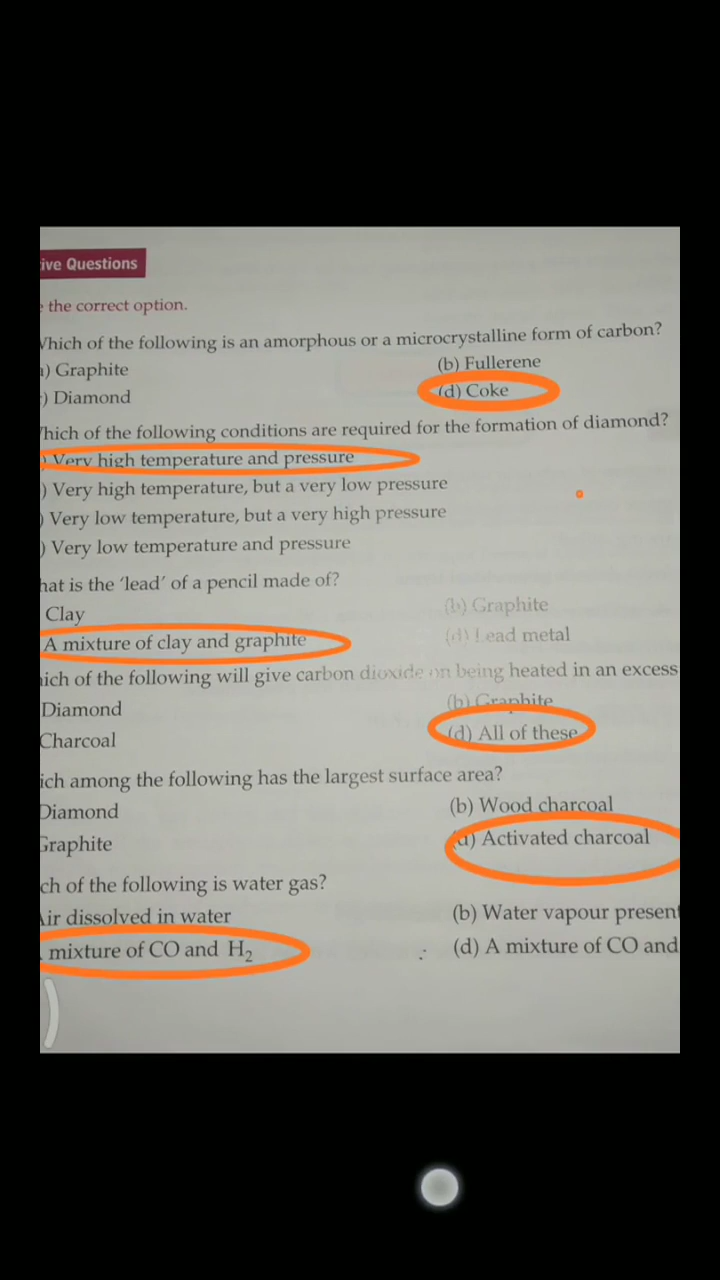 ive Questions
the correct option.
Which of the following is an amorphous or a microcrystalline form of carbon?
) Graphite (b) Fullerene
) Diamond (d) Coke
hich of the following conditions are required for the formation of diamond?
) Very high temperature and pressure
) Very high temperature, but a very low pressure
) Very low temperature, but a very high pressure
) Very low temperature and pressure
hat is the ‘lead’ of a pencil made of?
Clay (b) Graphite
A mixture of clay and graphite (d) Lead metal
ich of the following will give carbon dioxide on being heated in an excess
Diamond (b) Graphite
Charcoal (d) All of these
ich among the following has the largest surface area?
Diamond (b) Wood charcoal
Graphite (d) Activated charcoal
ch of the following is water gas?
Air dissolved in water (b) Water vapour present
mixture of CO and H₂ (d) A mixture of CO and